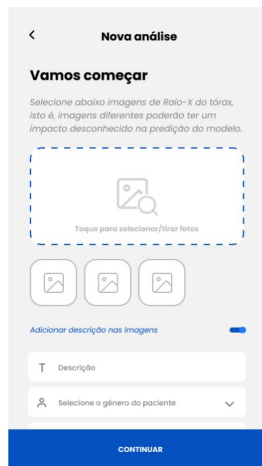 Nova análise
Vamos começar
Selecione abaixo imagens de Raio-X do tórax,
isto é, imagens diferentes poderão ter um
impacto desconhecido na predição do modelo.
Toque para selecionar/tirar fotos
Adicionar descrição nas imagens
T Descrição
Selecione o gênero do paciente
CONTINUAR